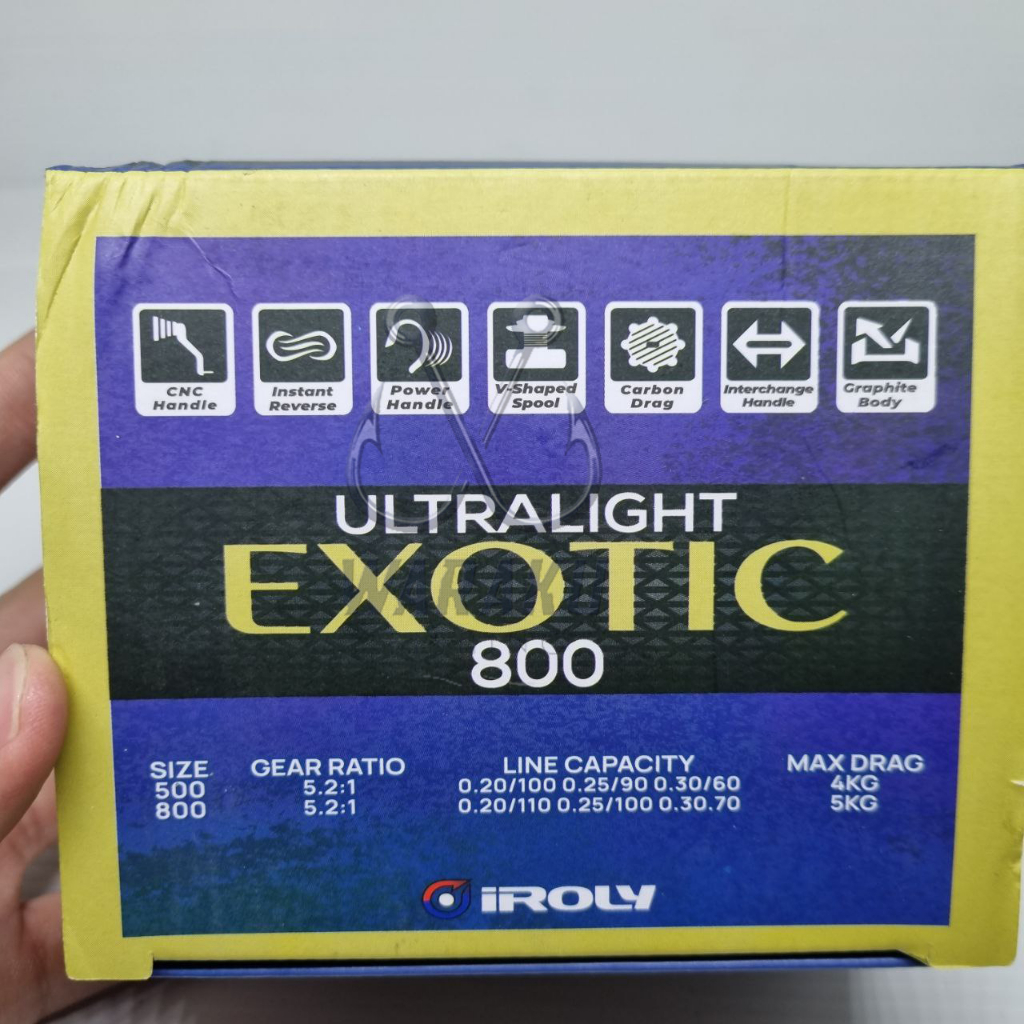 CNC Handle
Instant Reverse
Power Handle
V-Shaped Spool
Carbon Drag
Interchange Handle
Graphite Body
ULTRALIGHT
EXOTIC
800
SIZE GEAR RATIO LINE CAPACITY MAX DRAG
500 5.2:1 0.20/100 0.25/90 0.30/60 4KG
800 5.2:1 0.20/110 0.25/100 0.30.70 5KG
iROLY